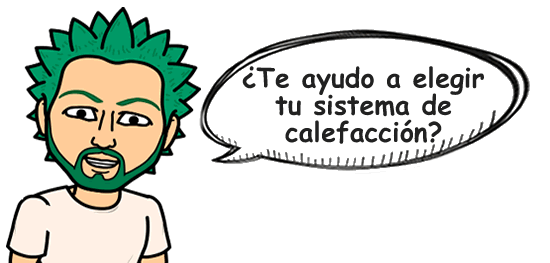 ¿Te ayudo a elegir
tu sistema de
calefacción?